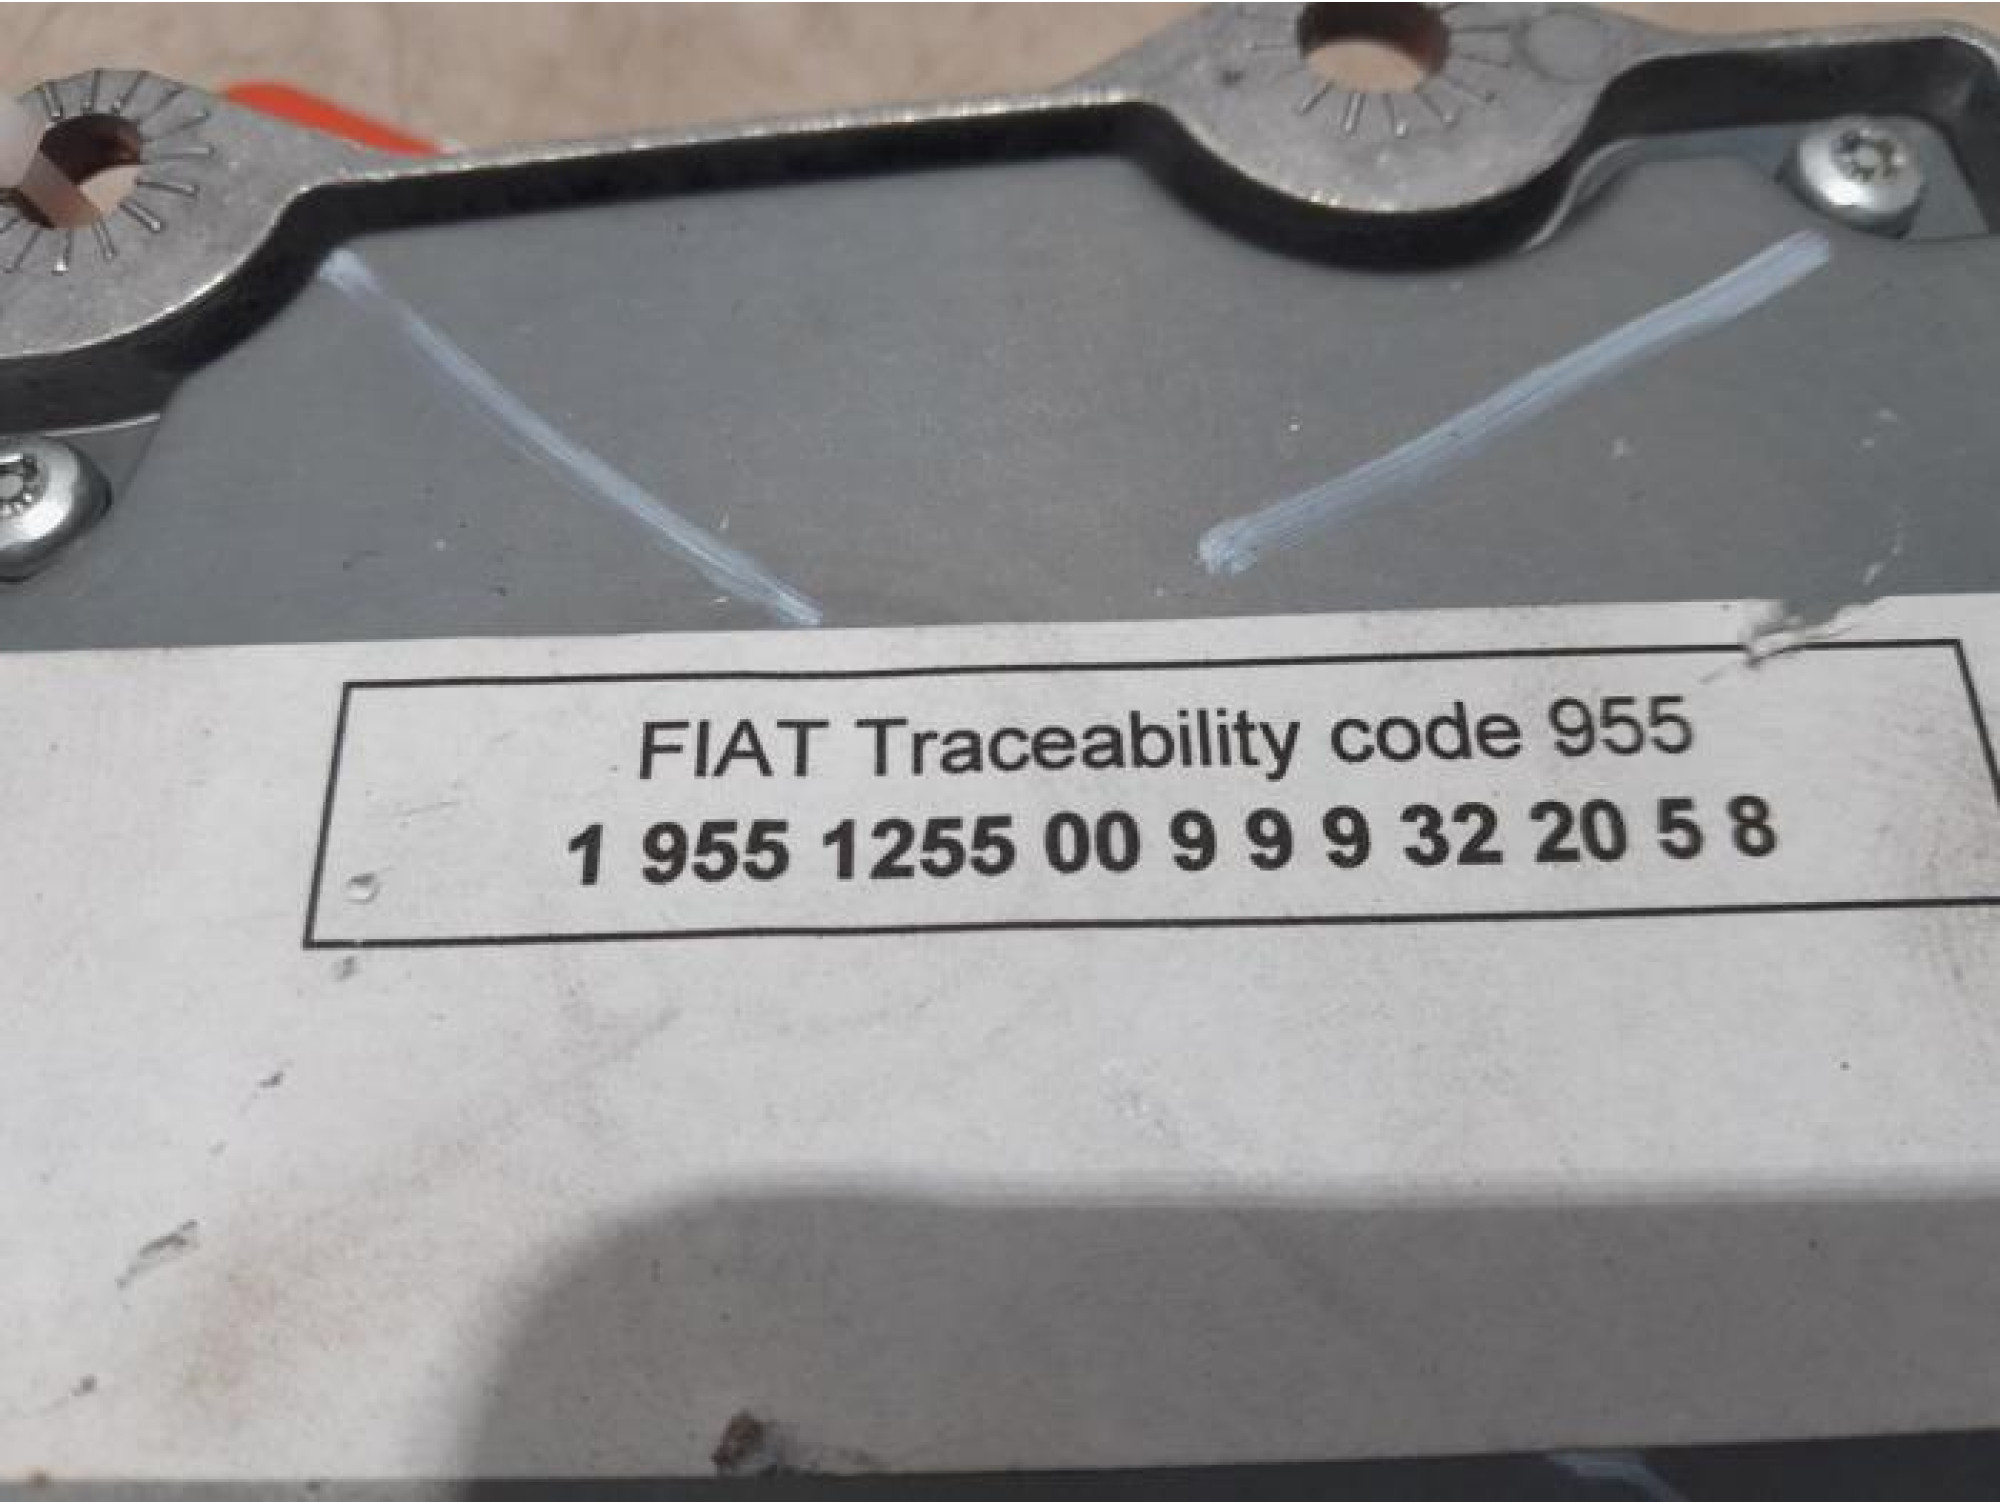 FIAT Traceability code 955
1 955 1255 00 9 9 9 32 20 5 8